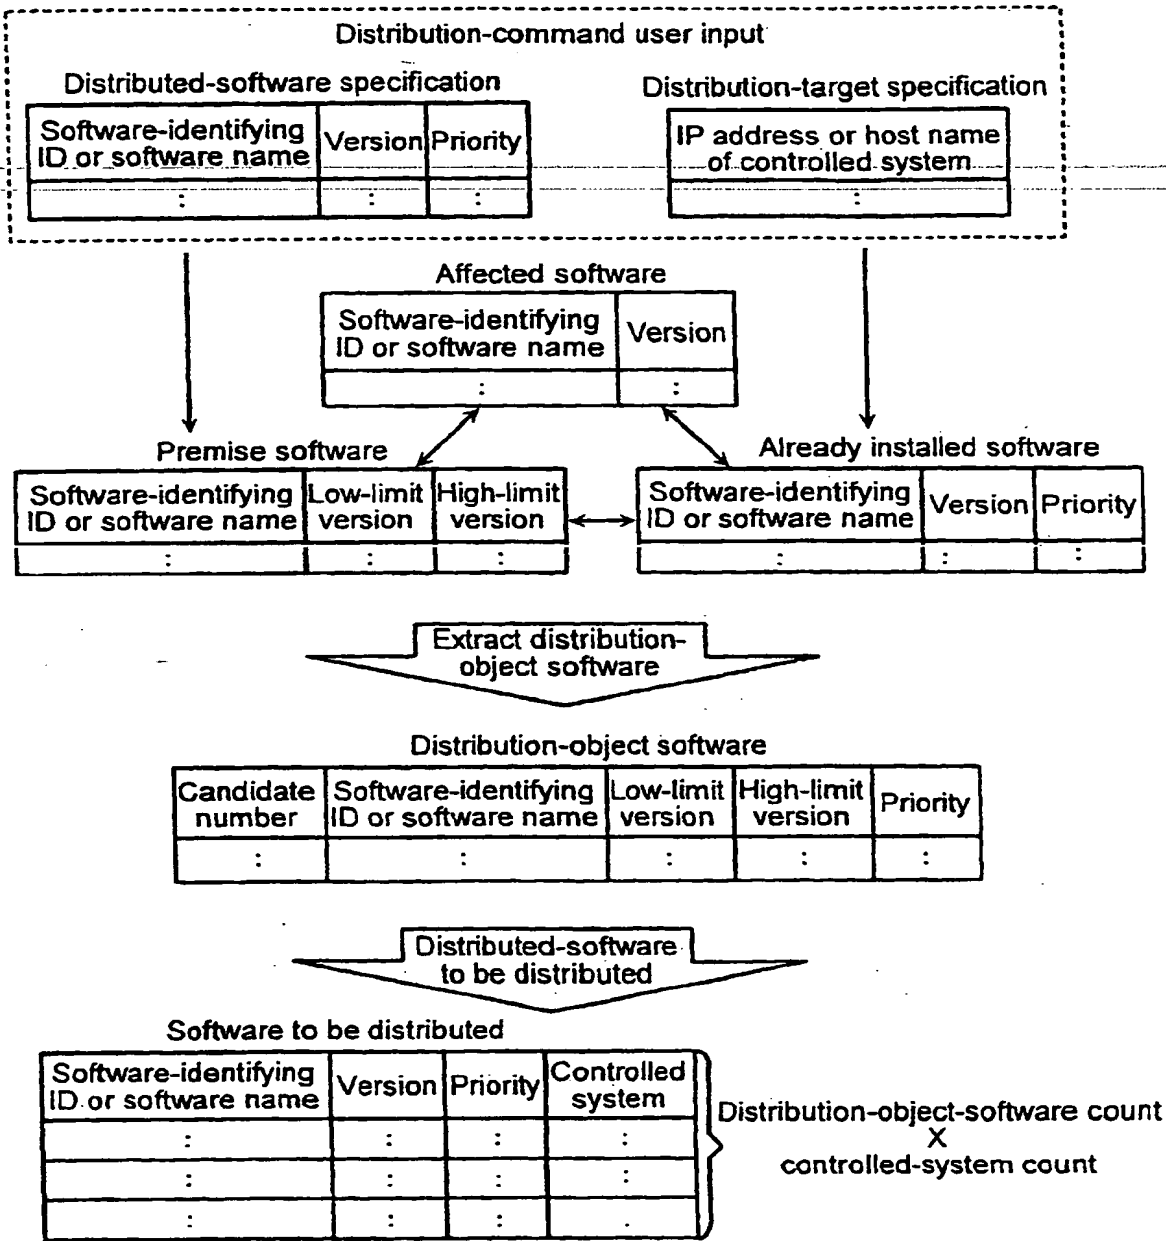 Distribution-command user input
Distributed-software specification
Software-identifying
ID or software name
Version
Priority
:
:
:
Distribution-target specification
IP address or host name
of controlled system
:
Affected software
Software-identifying
ID or software name
Version
:
:
Premise software
Software-identifying
ID or software name
Low-limit
version
High-limit
version
:
:
:
Already installed software
Software-identifying
ID or software name
Version
Priority
:
:
:
Extract distribution-
object software
Distribution-object software
Candidate
number
Software-identifying
ID or software name
Low-limit
version
High-limit
version
Priority
:
:
:
:
:
Distributed-software
to be distributed
Software to be distributed
Software-identifying
ID or software name
Version
Priority
Controlled
system
:
:
:
:
:
:
:
:
:
:
:
.
Distribution-object-software count
X
controlled-system count